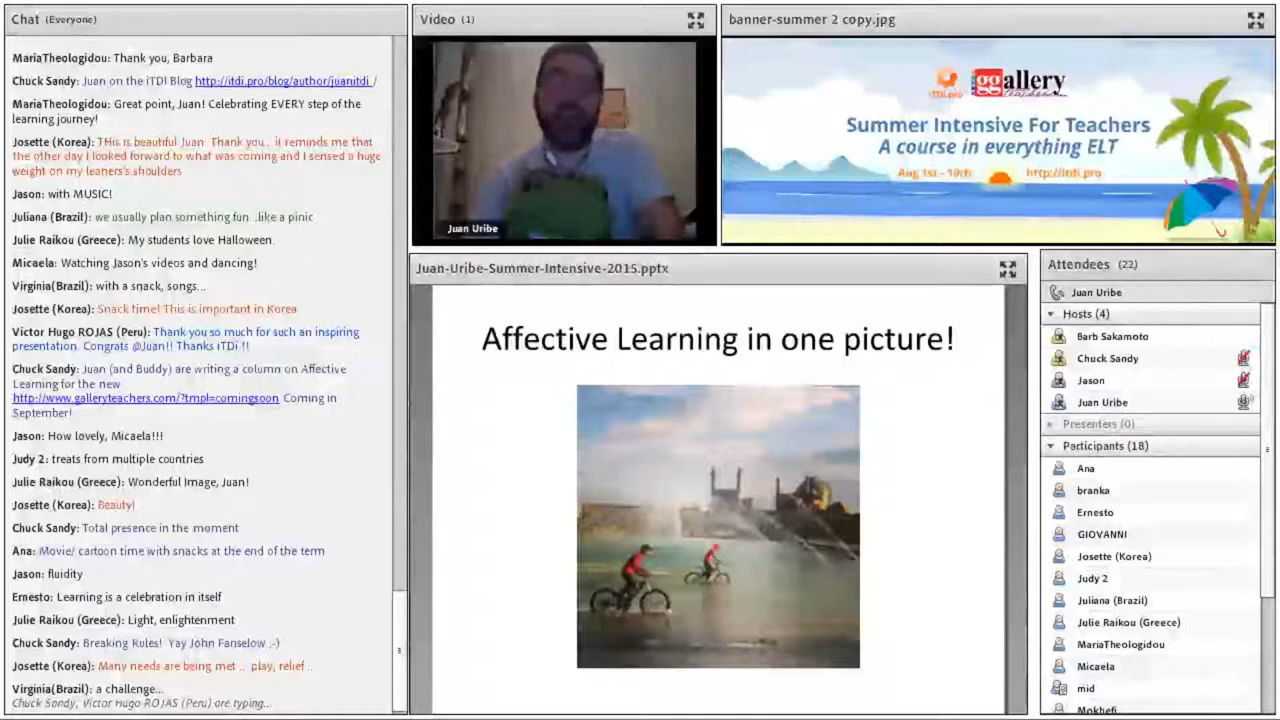 Chat (Everyone)
MariaTheologidou: Thank you, Barbara
Chuck Sandy: Juan on the iTDI Blog http://itdi.pro/blog/author/juanitdi /
MariaTheologidou: Great point, Juan! Celebrating EVERY step of the
learning journey!
Josette (Korea): THis is beautiful Juan. Thank you.. it reminds me that
the other day I looked forward to what was coming and I sensed a huge
weight on my leaners's shoulders
Jason: with MUSIC!
Juliana (Brazil): we usually plan something fun...like a pinic
Julie Raikou (Greece): My students love Halloween.
Micaela: Watching Jason's videos and dancing!
Virginia(Brazil): with a snack, songs...
Josette (Korea): Snack time! This is important in Korea
Victor Hugo ROJAS (Peru): Thank you so much for such an inspiring
presentation. Congrats @Juan!! Thanks iTDi !!
Chuck Sandy: Juan (and Buddy) are writing a column on Affective
Learning for the new
http://www.galleryteachers.com/?tmpl=comingsoon Coming in
September!
Jason: How lovely, Micaela!!!
Judy 2: treats from multiple countries
Julie Raikou (Greece): Wonderful Image, Juan!
Josette (Korea): Beauty!
Chuck Sandy: Total presence in the moment
Ana: Movie/ cartoon time with snacks at the end of the term
Jason: fluidity
Ernesto: Learning is a celebration in itself
Julie Raikou (Greece): Light, enlightenment
Chuck Sandy: Breaking Rules! Yay John Fanselow ;-)
Josette (Korea): Many needs are being met .. play, relief ..
Virginia(Brazil): a challenge...
Chuck Sandy, Victor Hugo ROJAS (Peru) are typing...
Video (1)
Juan Uribe
banner-summer 2 copy.jpg
iTDi.pro ggallery teachers
Summer Intensive For Teachers
A course in everything ELT
Aug 1st - 10th http://itdi.pro
Juan-Uribe-Summer-Intensive-2015.pptx
Affective Learning in one picture!
Attendees (22)
Juan Uribe
Hosts (4)
Barb Sakamoto
Chuck Sandy
Jason
Juan Uribe
Presenters (0)
Participants (18)
Ana
branka
Ernesto
GIOVANNI
Josette (Korea)
Judy 2
Juliana (Brazil)
Julie Raikou (Greece)
MariaTheologidou
Micaela
mid
Mokhefi